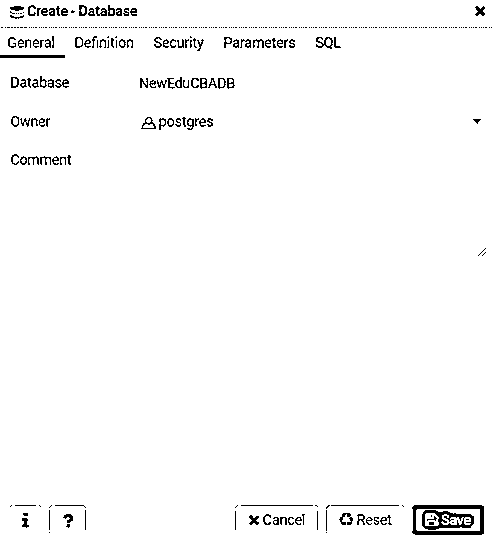 Create - Database
General Definition Security Parameters SQL
Database NewEduCBADB
Owner postgres
Comment
i ? Cancel Reset Save